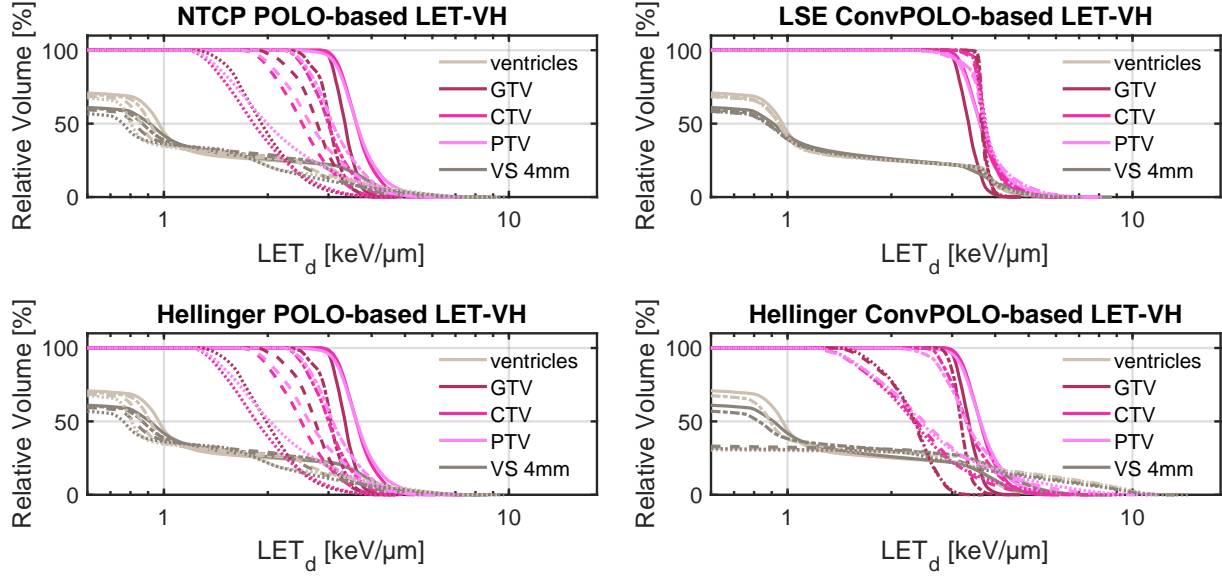 NTCP POLO-based LET-VH
Relative Volume [%]
100
50
0
1
10
LET_d [keV/µm]
ventricles
GTV
CTV
PTV
VS 4mm
LSE ConvPOLO-based LET-VH
Relative Volume [%]
100
50
0
1
10
LET_d [keV/µm]
ventricles
GTV
CTV
PTV
VS 4mm
Hellinger POLO-based LET-VH
Relative Volume [%]
100
50
0
1
10
LET_d [keV/µm]
ventricles
GTV
CTV
PTV
VS 4mm
Hellinger ConvPOLO-based LET-VH
Relative Volume [%]
100
50
0
1
10
LET_d [keV/µm]
ventricles
GTV
CTV
PTV
VS 4mm